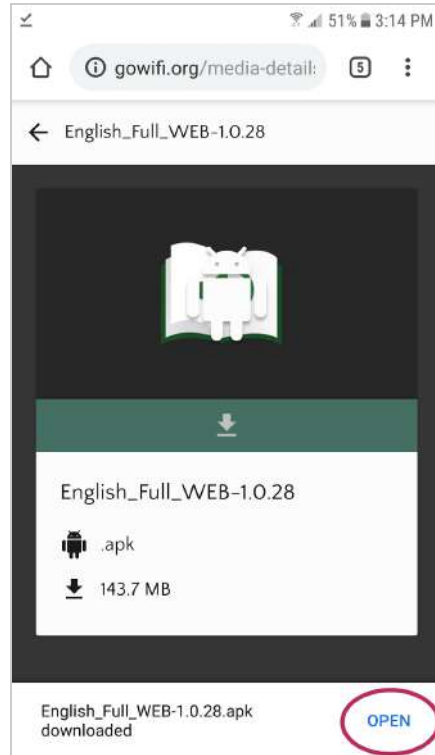 51% 3:14 PM
gowifi.org/media-detail
5
English_Full_WEB-1.0.28
English_Full_WEB-1.0.28
.apk
143.7 MB
English_Full_WEB-1.0.28.apk
downloaded
OPEN